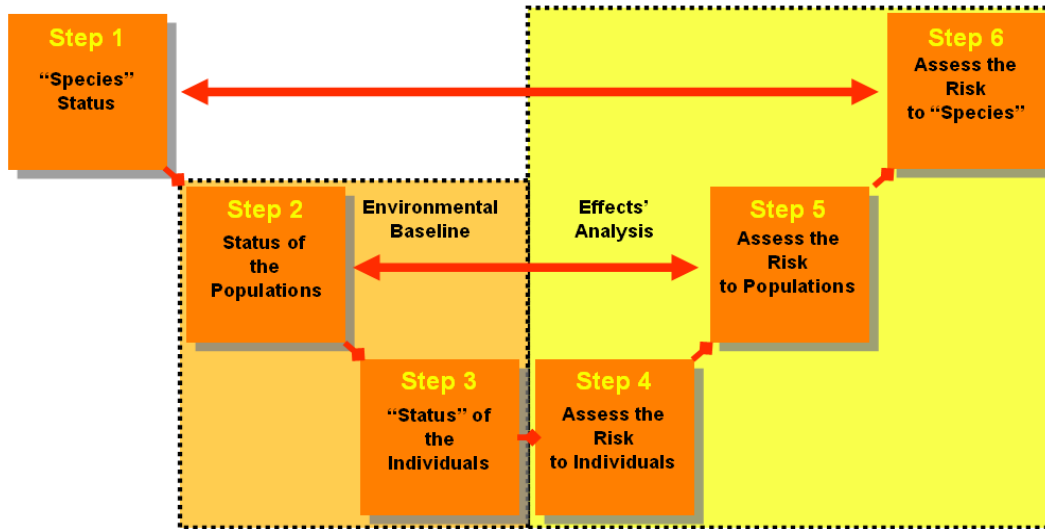 Step 1
“Species”
Status
Step 6
Assess the
Risk
to “Species”
Step 2
Status of
the
Populations
Environmental
Baseline
Effects’
Analysis
Step 5
Assess the
Risk
to Populations
Step 3
“Status” of
the
Individuals
Step 4
Assess the
Risk
to Individuals